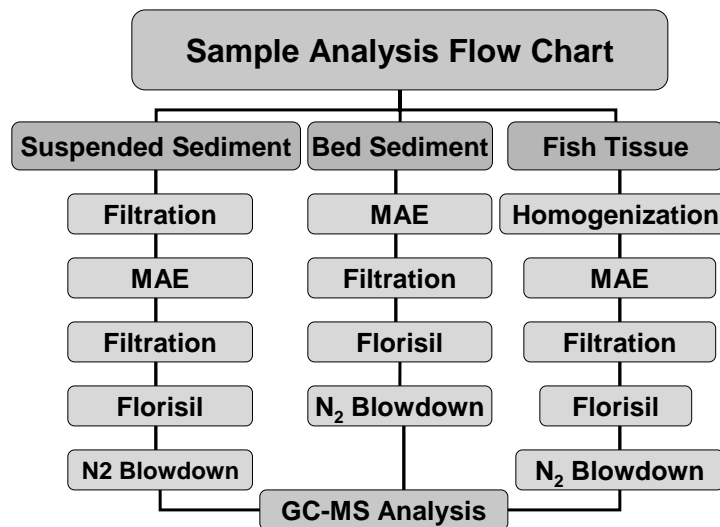 Sample Analysis Flow Chart
Suspended Sediment
Bed Sediment
Fish Tissue
Filtration
MAE
Homogenization
MAE
Filtration
MAE
Filtration
Florisil
Filtration
Florisil
N₂ Blowdown
Florisil
N2 Blowdown
N₂ Blowdown
GC-MS Analysis